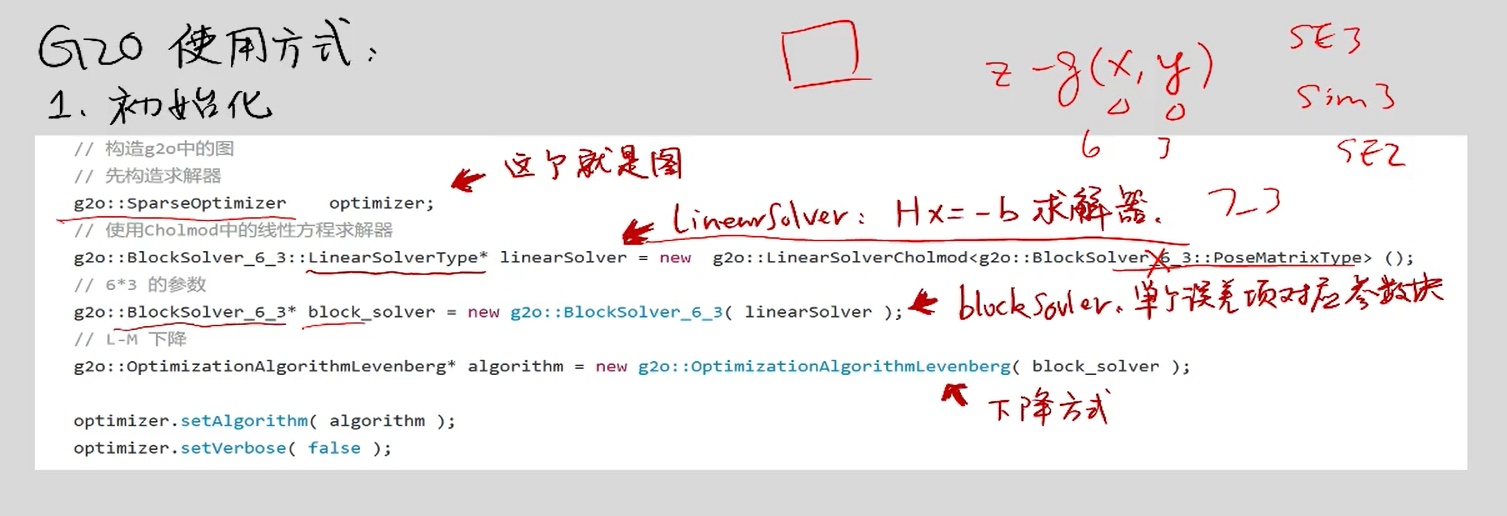 G2O 使用方式：
1、初始化
z - g(x, y)
6 3
SE3
Sim3
SE2
7_3
// 构造g2o中的图
这个就是图
// 先构造求解器
g2o::SparseOptimizer    optimizer;
LinearSolver： Hx=-b 求解器.
// 使用Cholmod中的线性方程求解器
g2o::BlockSolver_6_3::LinearSolverType* linearSolver = new  g2o::LinearSolverCholmod<g2o::BlockSolver_6_3::PoseMatrixType> ();
// 6*3 的参数
g2o::BlockSolver_6_3* block_solver = new g2o::BlockSolver_6_3( linearSolver );
blockSovler、单个误差项对应参数块
// L-M 下降
g2o::OptimizationAlgorithmLevenberg* algorithm = new g2o::OptimizationAlgorithmLevenberg( block_solver );
下降方式
optimizer.setAlgorithm( algorithm );
optimizer.setVerbose( false );